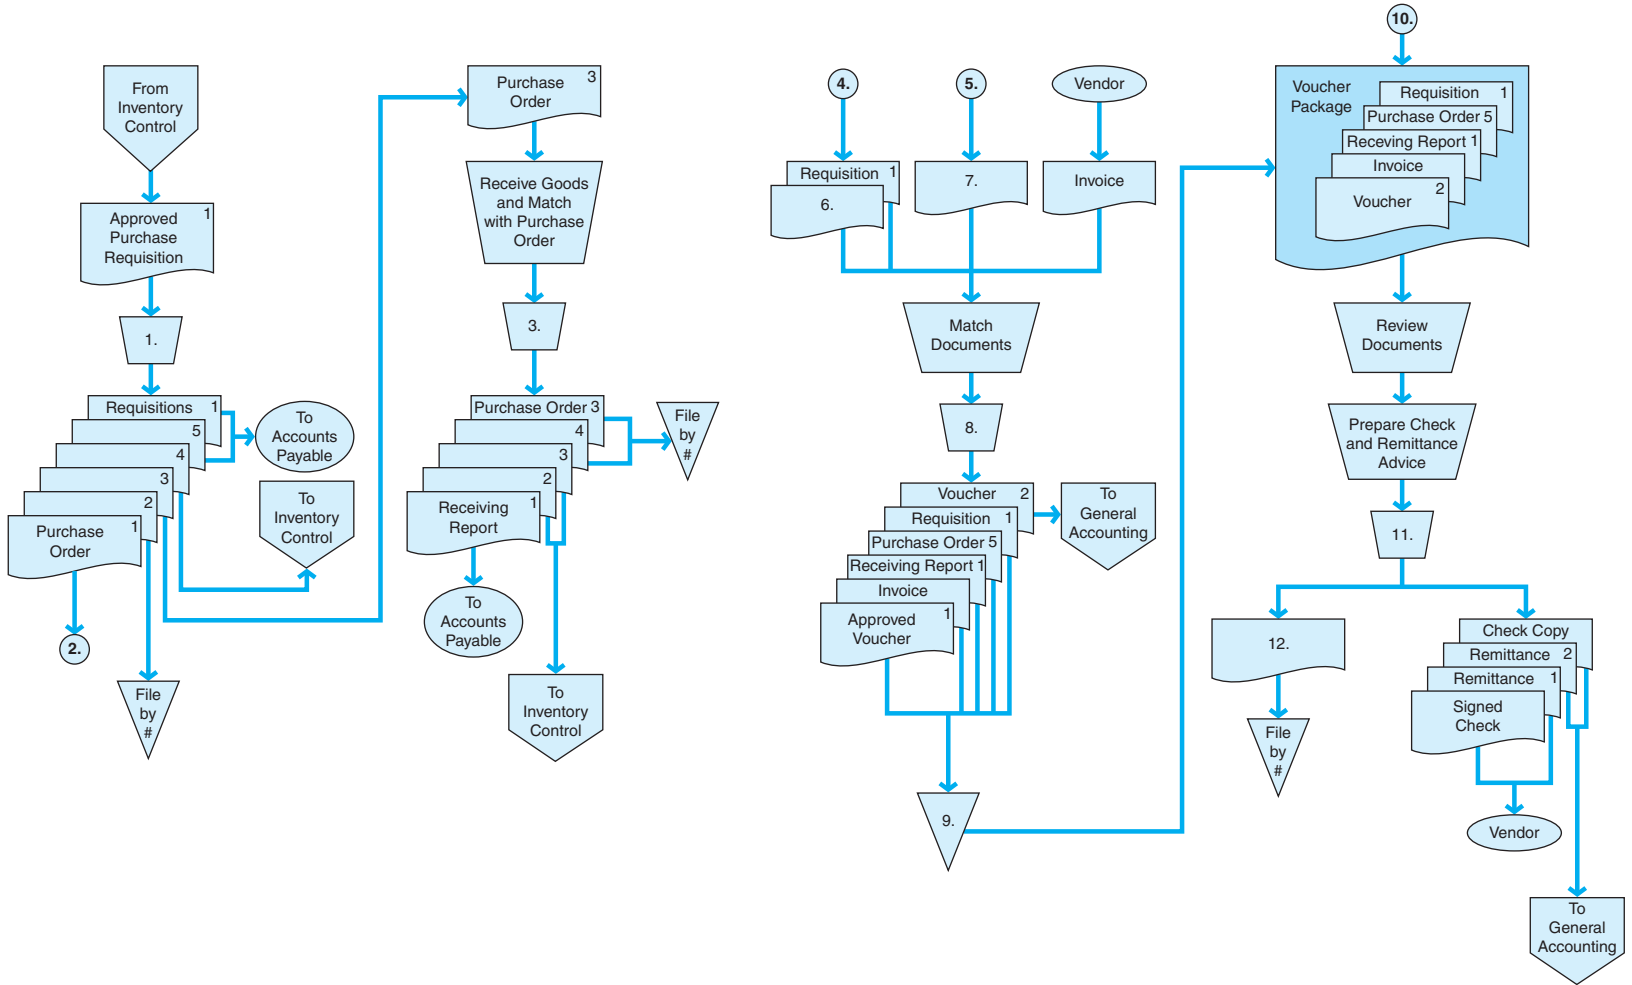 From
Inventory
Control
Approved
Purchase
Requisition
1
1.
Requisitions 1
5
4
3
2
Purchase
Order
1
To
Accounts
Payable
To
Inventory
Control
2.
File
by
#
Purchase
Order
3
Receive Goods
and Match
with Purchase
Order
3.
Purchase Order 3
4
3
2
Receiving
Report
1
File
by
#
To
Accounts
Payable
To
Inventory
Control
4.
5.
Vendor
Requisition 1
6.
7.
Invoice
Match
Documents
8.
Voucher 2
Requisition 1
Purchase Order 5
Receiving Report 1
Invoice
Approved
Voucher
1
To
General
Accounting
9.
10.
Voucher
Package
Requisition 1
Purchase Order 5
Receving Report 1
Invoice
Voucher
2
Review
Documents
Prepare Check
and Remittance
Advice
11.
12.
File
by
#
Check Copy
Remittance 2
Remittance 1
Signed
Check
Vendor
To
General
Accounting